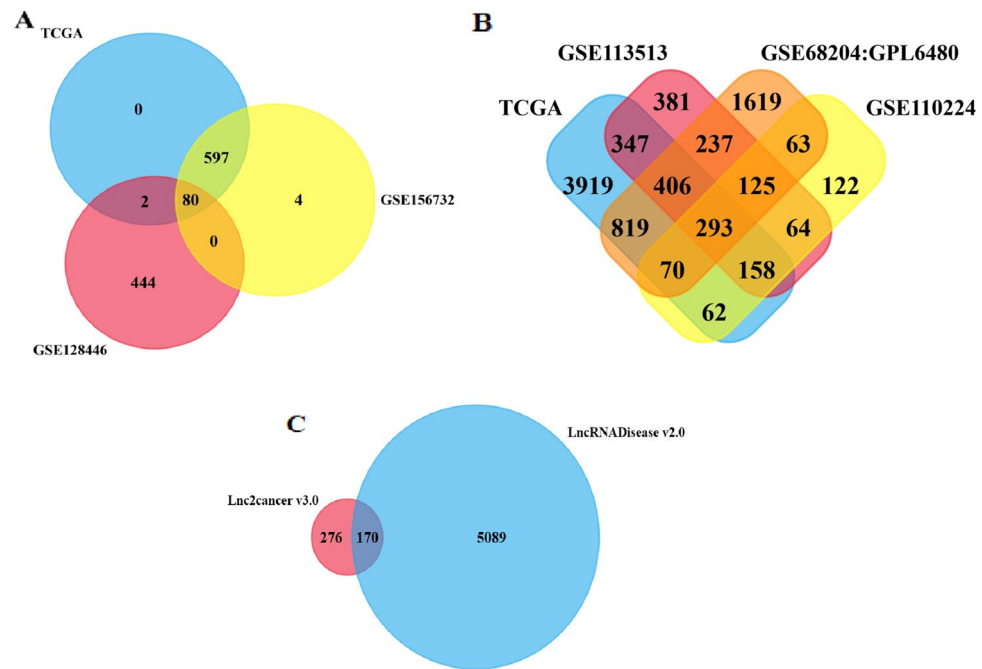 A
TCGA
0
597
2
80
4
GSE156732
0
444
GSE128446
B
GSE113513
GSE68204:GPL6480
TCGA
GSE110224
381
1619
347
237
63
3919
406
125
122
819
293
64
70
158
62
C
LncRNADisease v2.0
Lnc2cancer v3.0
276
170
5089